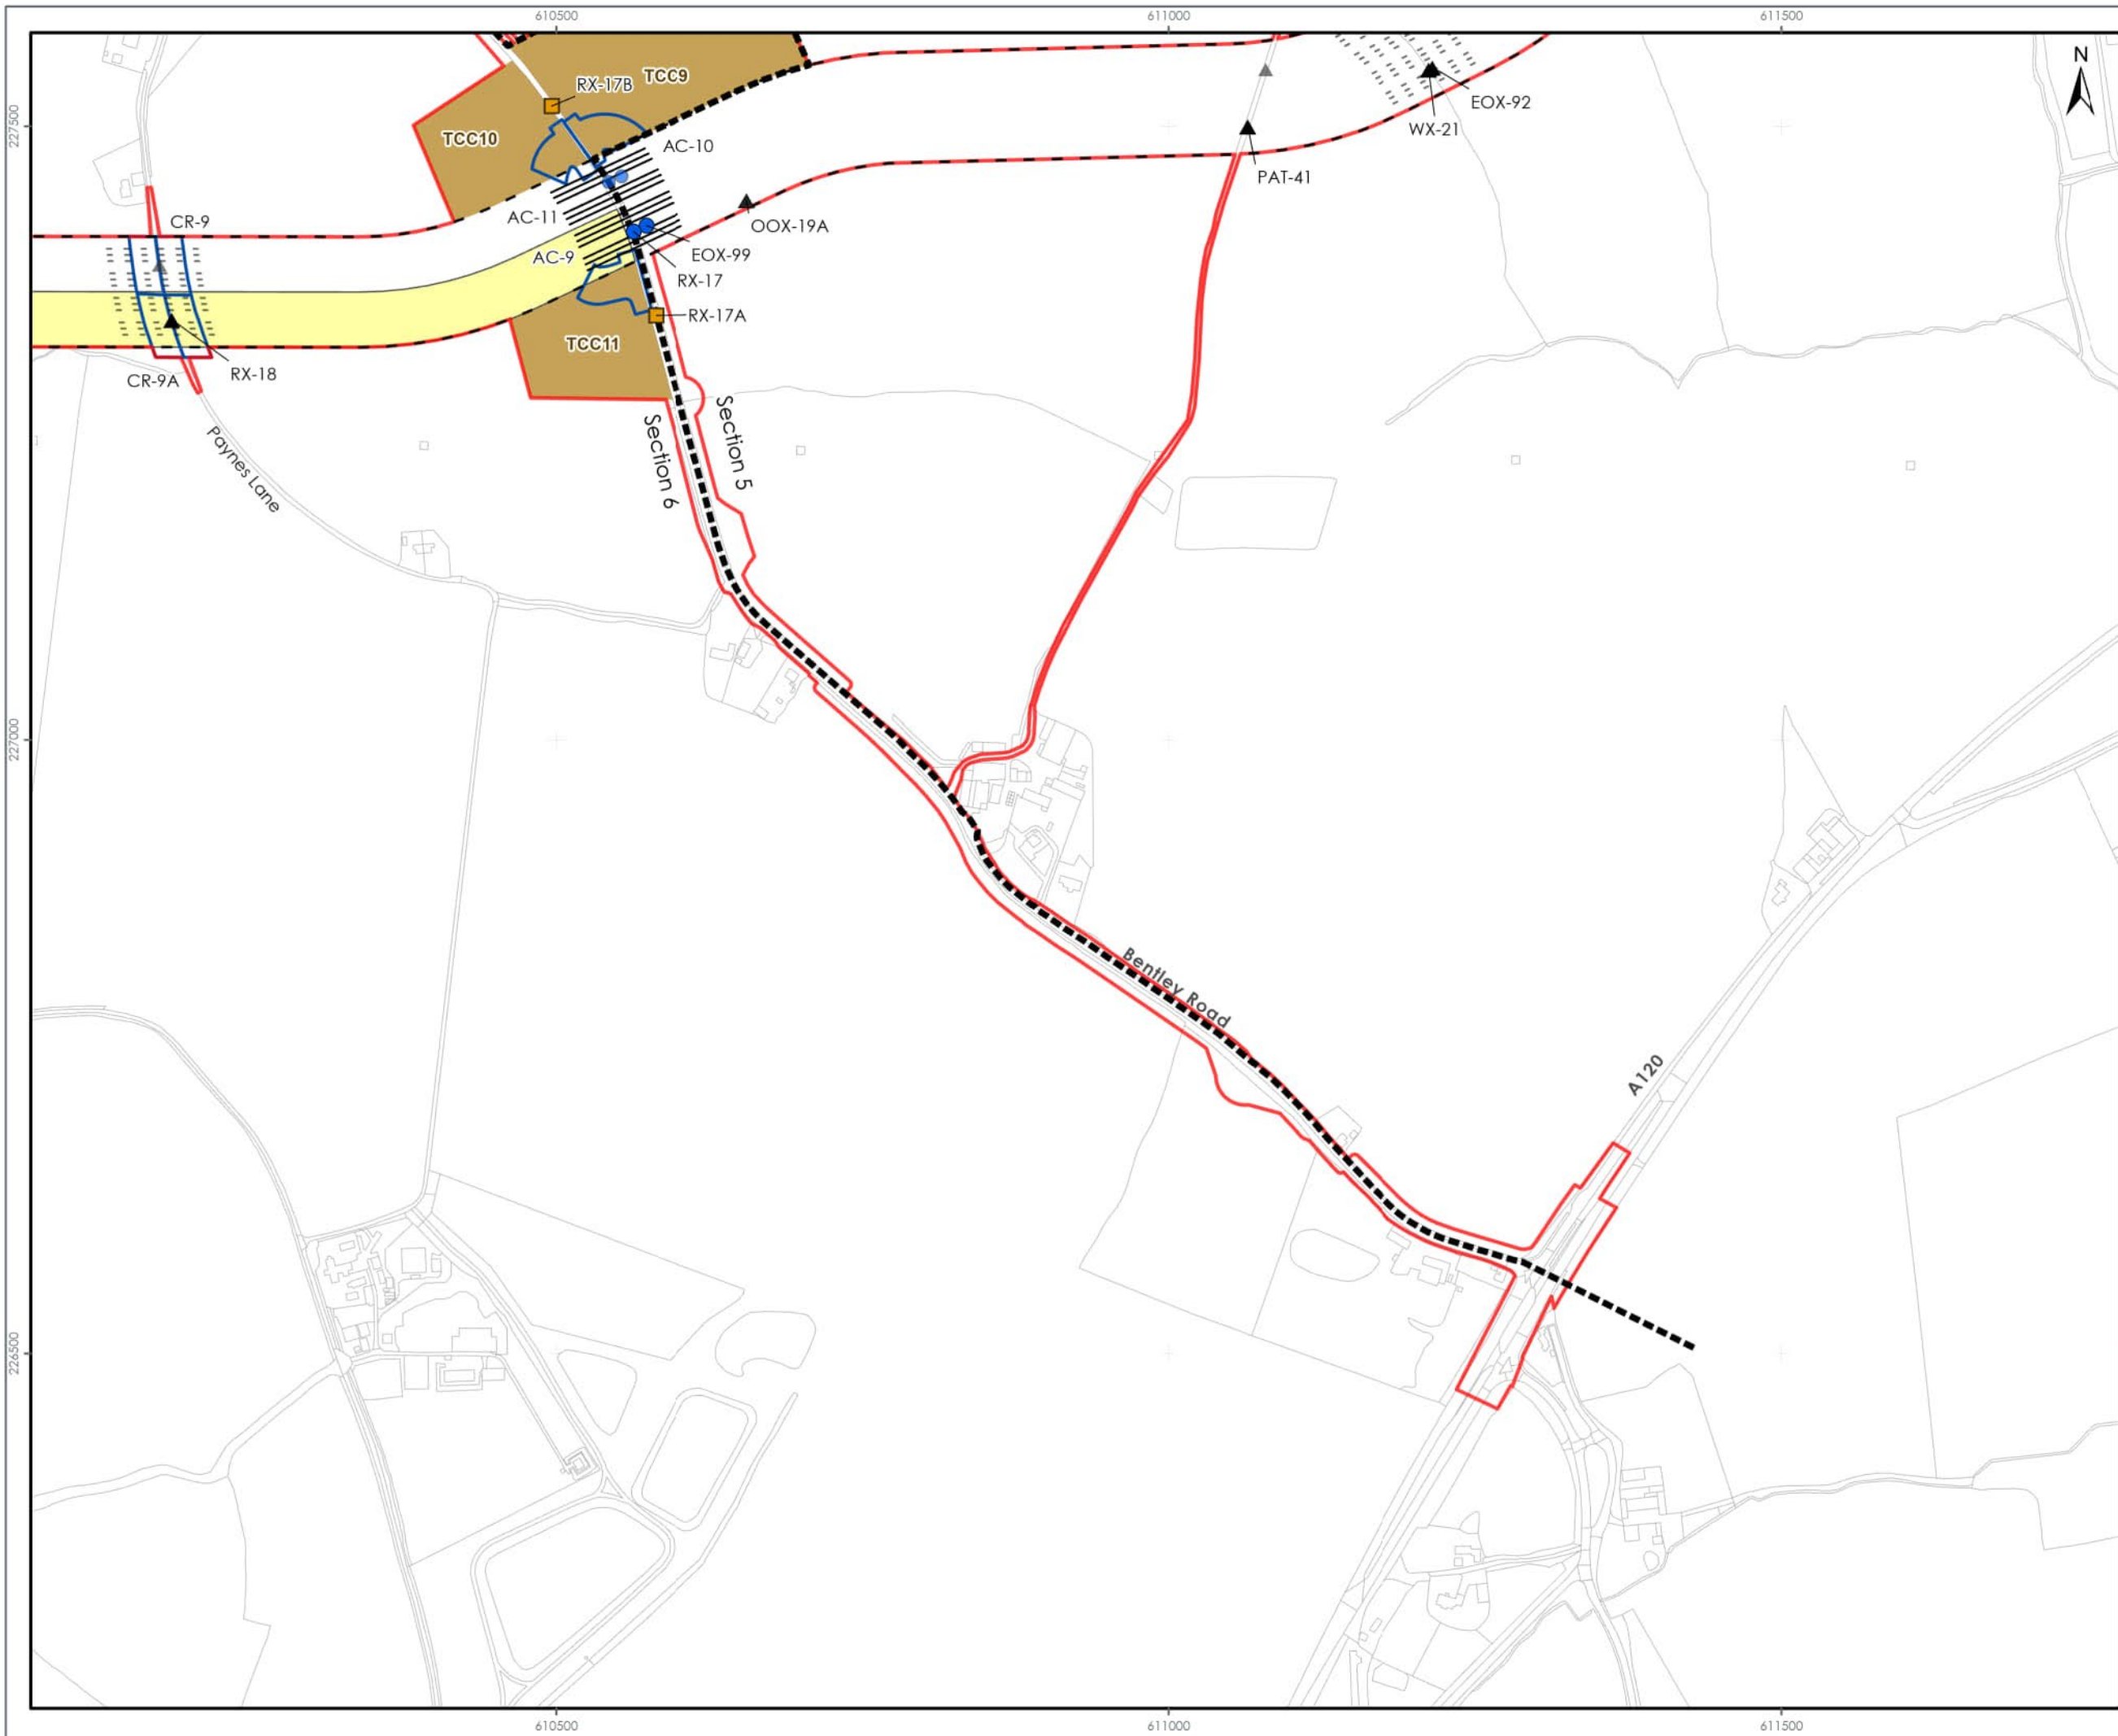 610500
611000
611500
N
TCC9
RX-17B
EOX-92
227500
TCC10
WX-21
AC-10
PAT-41
AC-11
CR-9
OOX-19A
EOX-99
AC-9
RX-17
RX-17A
TCC11
RX-18
CR-9A
Section 5
Section 6
Paynes Lane
227000
Bentley Road
A120
226500
610500
611000
611500